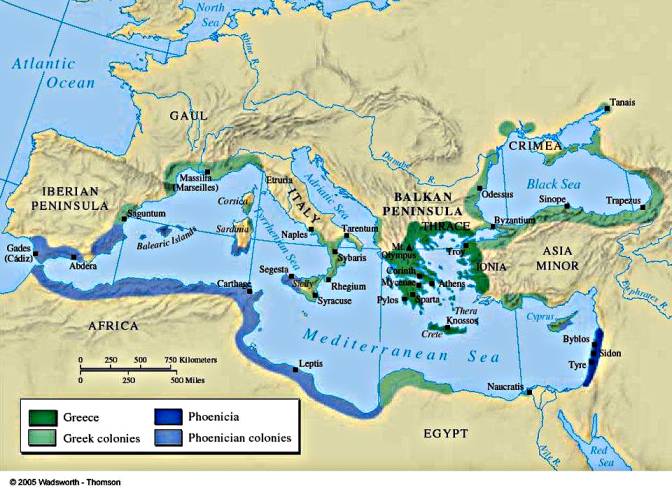 North
Sea
Atlantic
Ocean
Rhine R.
Tanais
GAUL
CRIMEA
Danube R.
Massilia
(Marseilles)
Etruria
Adriatic Sea
Black Sea
IBERIAN
PENINSULA
Corsica
ITALY
BALKAN
PENINSULA
Odessus
Sinope
Trapezus
Saguntum
THRACE
Byzantium
Sardinia
Tyrrhenian Sea
Naples
Tarentum
Balearic Islands
Gades
(Cádiz)
Abdera
Mt.
Olympus
Troy
ASIA
MINOR
Sybaris
IONIA
Segesta
Sicily
Rhegium
Corinth
Mycenae
Athens
Euphrates R.
Carthage
Syracuse
Pylos
Sparta
Thera
Knossos
Crete
Cyprus
AFRICA
Mediterranean Sea
Byblos
Sidon
Tyre
0 250 500 750 Kilometers
0 250 500 Miles
Leptis
Naucratis
Greece
Phoenicia
Greek colonies
Phoenician colonies
EGYPT
Nile R.
Red
Sea
© 2005 Wadsworth - Thomson